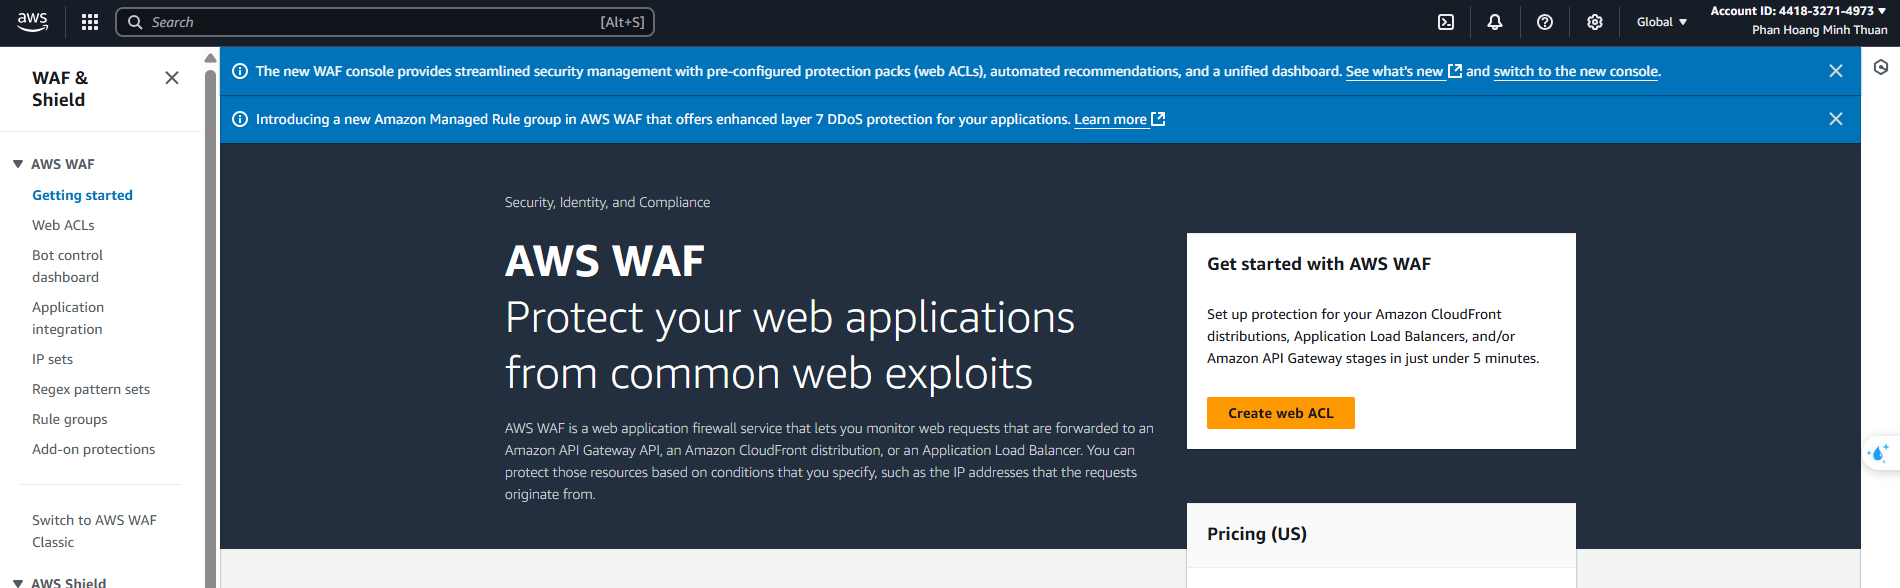 aws
Search
[Alt+S]
Global
Account ID: 4418-3271-4973
Phan Hoang Minh Thuan
WAF &
Shield
AWS WAF
Getting started
Web ACLs
Bot control
dashboard
Application
integration
IP sets
Regex pattern sets
Rule groups
Add-on protections
Switch to AWS WAF
Classic
AWS Shield
The new WAF console provides streamlined security management with pre-configured protection packs (web ACLs), automated recommendations, and a unified dashboard. See what's new and switch to the new console.
Introducing a new Amazon Managed Rule group in AWS WAF that offers enhanced layer 7 DDoS protection for your applications. Learn more
Security, Identity, and Compliance
AWS WAF
Protect your web applications
from common web exploits
AWS WAF is a web application firewall service that lets you monitor web requests that are forwarded to an
Amazon API Gateway API, an Amazon CloudFront distribution, or an Application Load Balancer. You can
protect those resources based on conditions that you specify, such as the IP addresses that the requests
originate from.
Get started with AWS WAF
Set up protection for your Amazon CloudFront
distributions, Application Load Balancers, and/or
Amazon API Gateway stages in just under 5 minutes.
Create web ACL
Pricing (US)